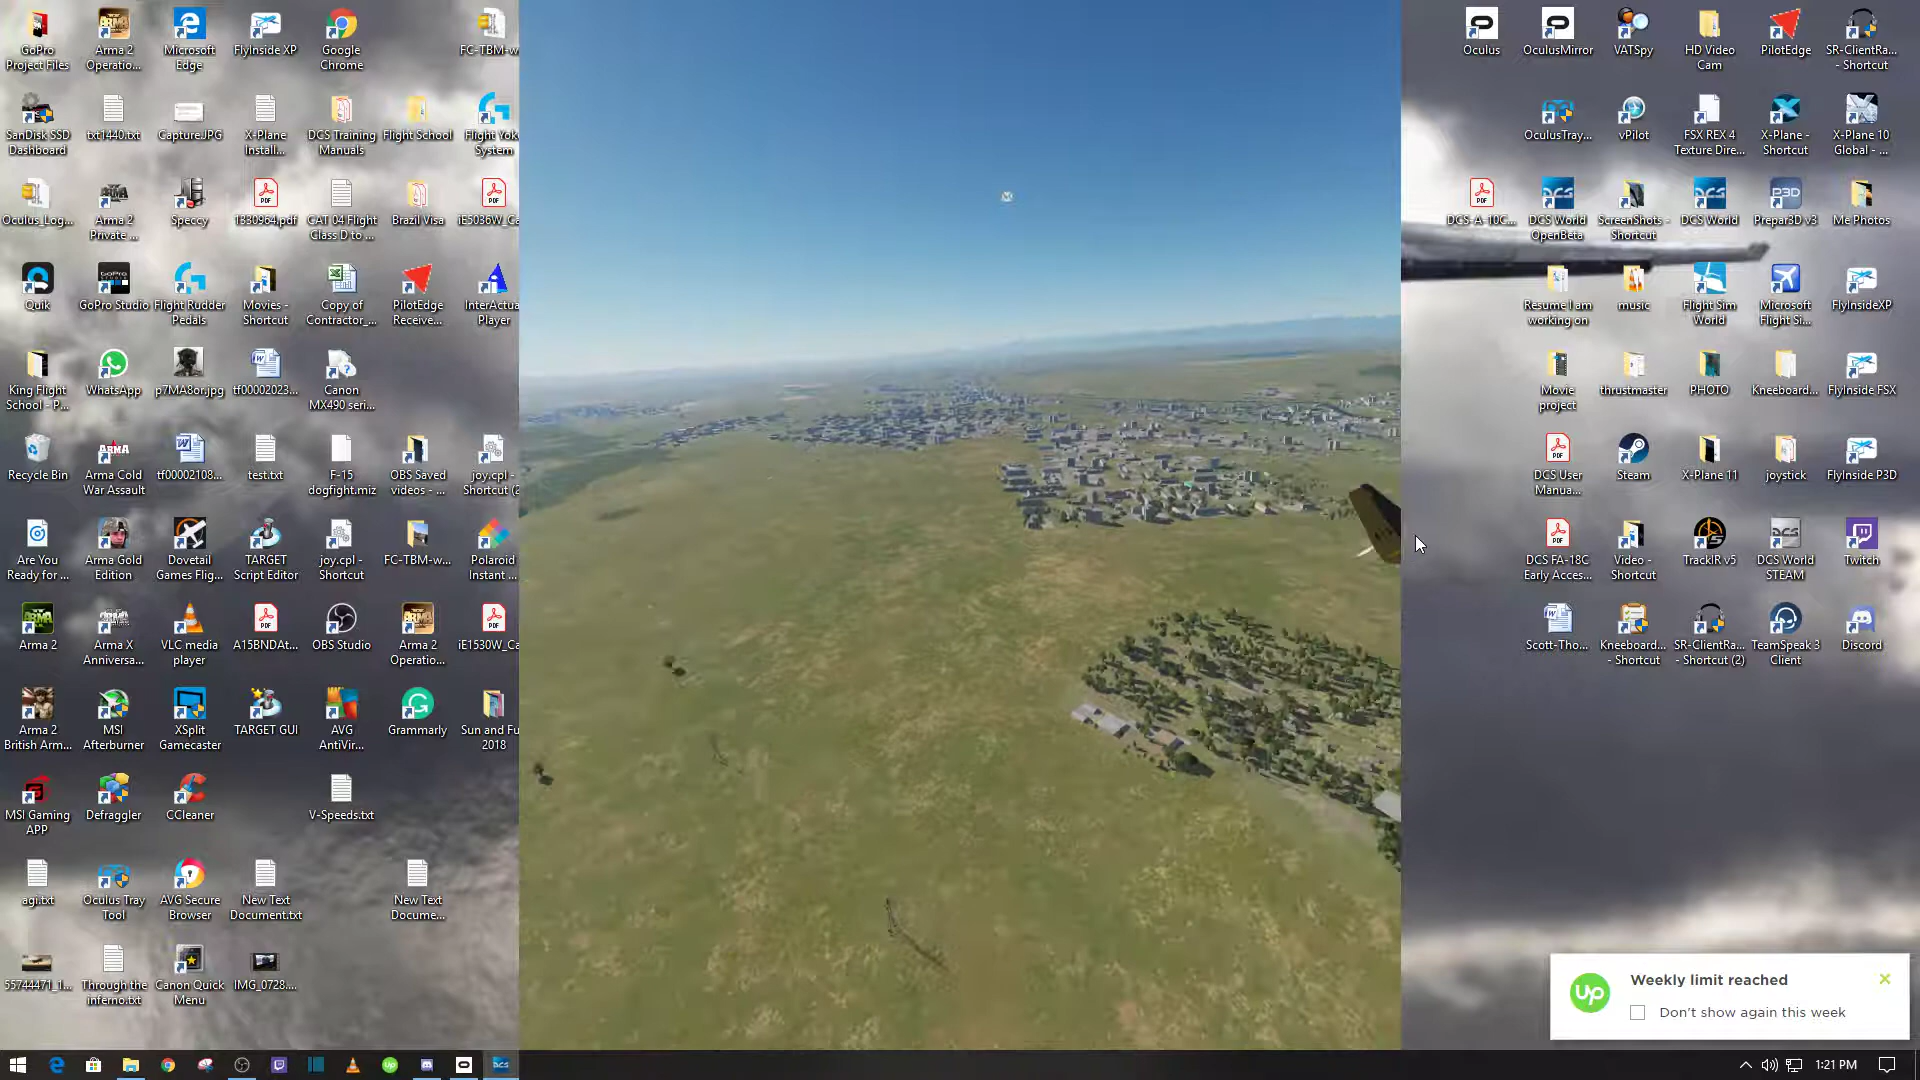 GoPro
Project Files
Arma 2
Operatio...
Microsoft
Edge
FlyInside XP
Google
Chrome
FC-TBM-w
SanDisk SSD
Dashboard
txt1440.txt
Capture.JPG
X-Plane
Install...
DCS Training
Manuals
Flight School
Flight Yok
System
Oculus_Log...
Arma 2
Private ...
Speccy
1330964.pdf
CAT 04 Flight
Class D to ...
Brazil Visa
iE5036W_Ca
Quik
GoPro Studio
Flight Rudder
Pedals
Movies -
Shortcut
Copy of
Contractor_...
PilotEdge
Receive...
InterActua
Player
King Flight
School - P...
WhatsApp
p7MA8or.jpg
tf00002023...
Canon
MX490 seri...
Recycle Bin
Arma Cold
War Assault
tf00002108...
test.txt
F-15
dogfight.miz
OBS Saved
videos - ...
joy.cpl -
Shortcut (2
Are You
Ready for ...
Arma Gold
Edition
Dovetail
Games Flig...
TARGET
Script Editor
joy.cpl -
Shortcut
FC-TBM-w...
Polaroid
Instant ...
Arma 2
Arma X
Anniversa...
VLC media
player
A15BNDAt...
OBS Studio
Arma 2
Operatio...
iE1530W_Ca
Arma 2
British Arm...
MSI
Afterburner
XSplit
Gamecaster
TARGET GUI
AVG
AntiVir...
Grammarly
Sun and Fu
2018
MSI Gaming
APP
Defraggler
CCleaner
V-Speeds.txt
agi.txt
Oculus Tray
Tool
AVG Secure
Browser
New Text
Document.txt
New Text
Docume...
55744471_1...
Through the
inferno.txt
Canon Quick
Menu
IMG_0728....
Oculus
OculusMirror
VATSpy
HD Video
Cam
PilotEdge
SR-ClientRa...
- Shortcut
OculusTray...
vPilot
FSX REX 4
Texture Dire...
X-Plane -
Shortcut
X-Plane 10
Global - ...
DCS-A-10C...
DCS World
OpenBeta
ScreenShots -
Shortcut
DCS World
Prepar3D v3
Me Photos
Resume I am
working on
music
Flight Sim
World
Microsoft
Flight Si...
FlyInsideXP
Movie
project
thrustmaster
PHOTO
Kneeboard...
FlyInside FSX
DCS User
Manua...
Steam
X-Plane 11
joystick
FlyInside P3D
DCS FA-18C
Early Acces...
Video -
Shortcut
TrackIR v5
DCS World
STEAM
Twitch
Scott-Tho...
Kneeboard...
- Shortcut
SR-ClientRa...
- Shortcut (2)
TeamSpeak 3
Client
Discord
Up
Weekly limit reached
Don't show again this week
1:21 PM